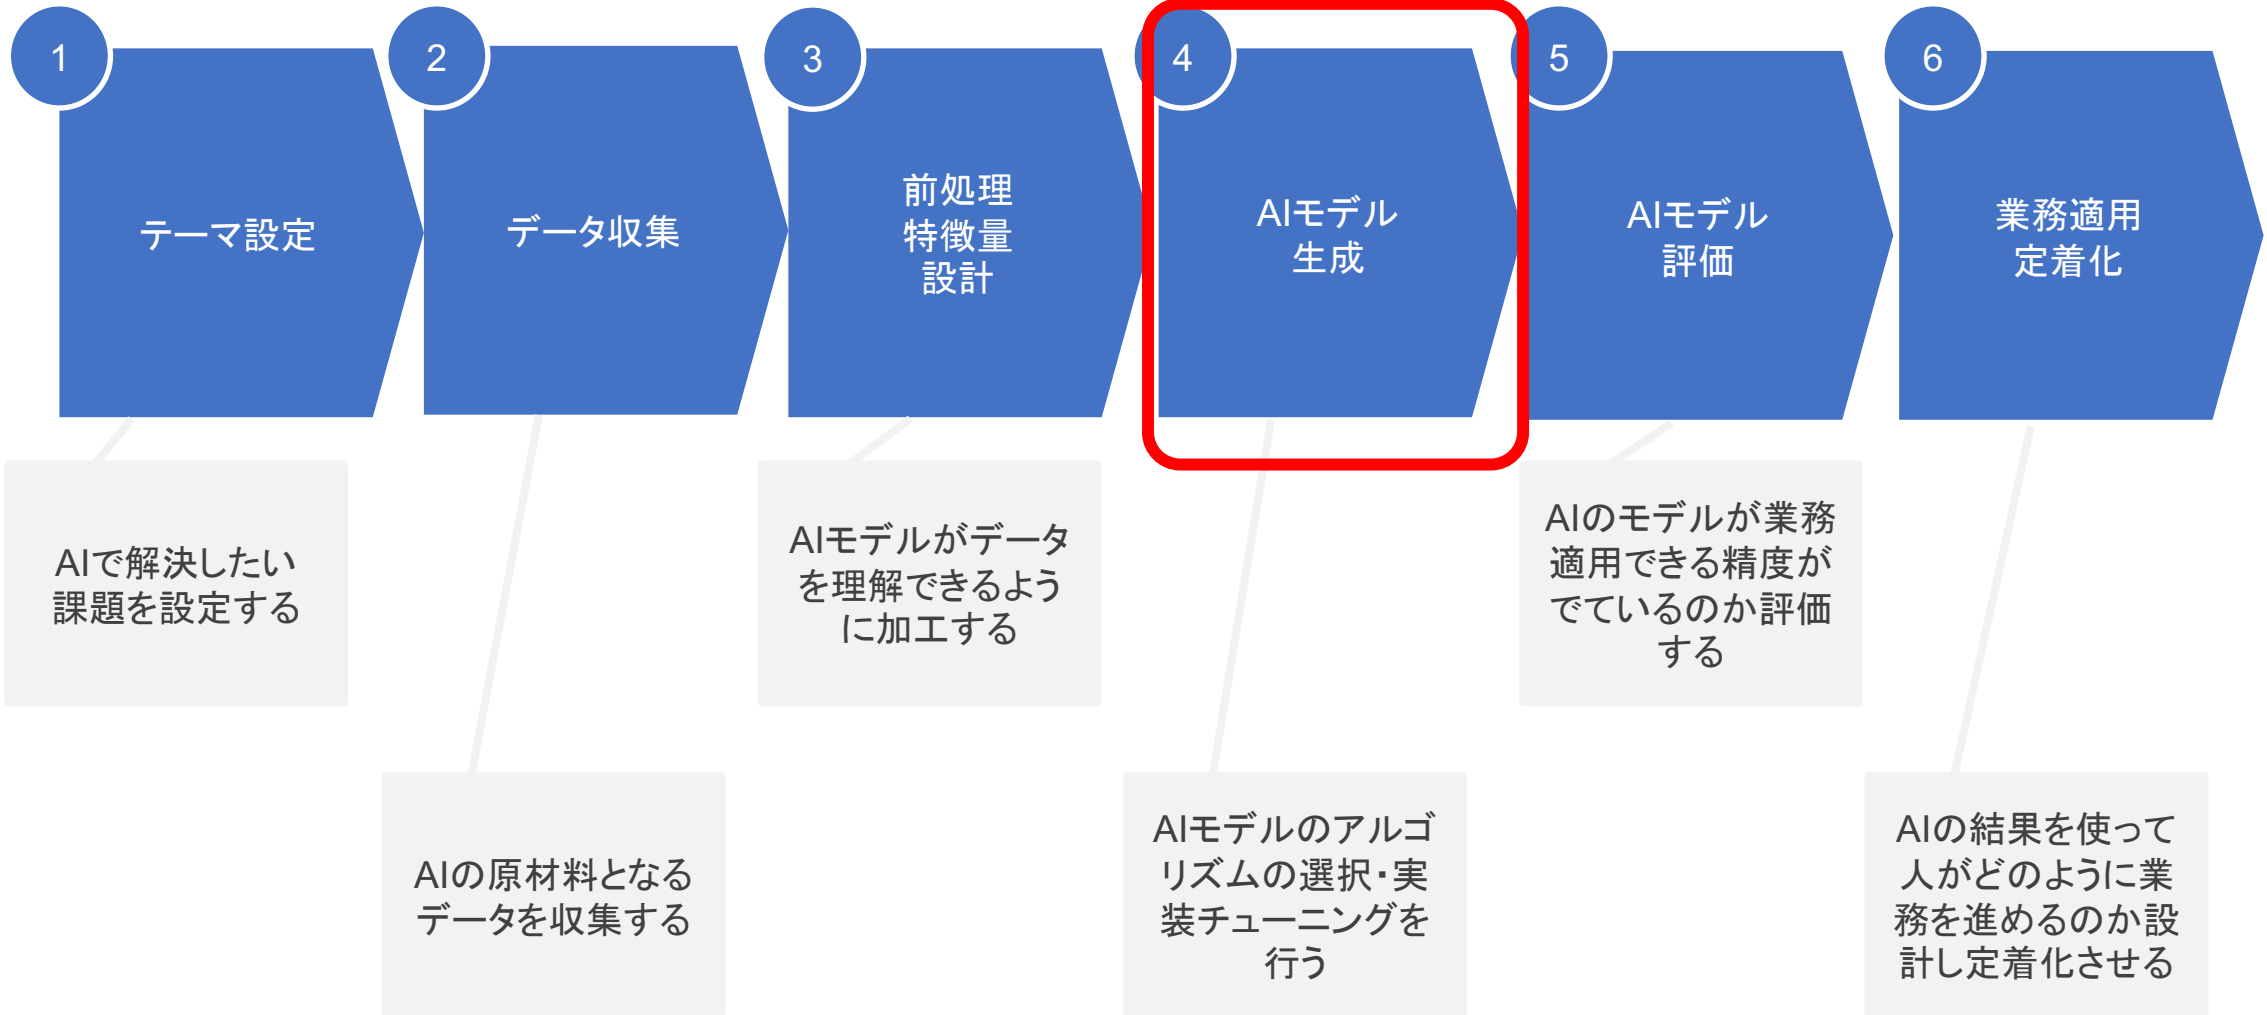 1
テーマ設定
2
データ収集
3
前処理
特徴量
設計
4
AIモデル
生成
5
AIモデル
評価
6
業務適用
定着化
AIで解決したい
課題を設定する
AIの原材料となる
データを収集する
AIモデルがデータ
を理解できるよう
に加工する
AIモデルのアルゴ
リズムの選択・実
装チューニングを
行う
AIのモデルが業務
適用できる精度が
でているのか評価
する
AIの結果を使って
人がどのように業
務を進めるのか設
計し定着化させる